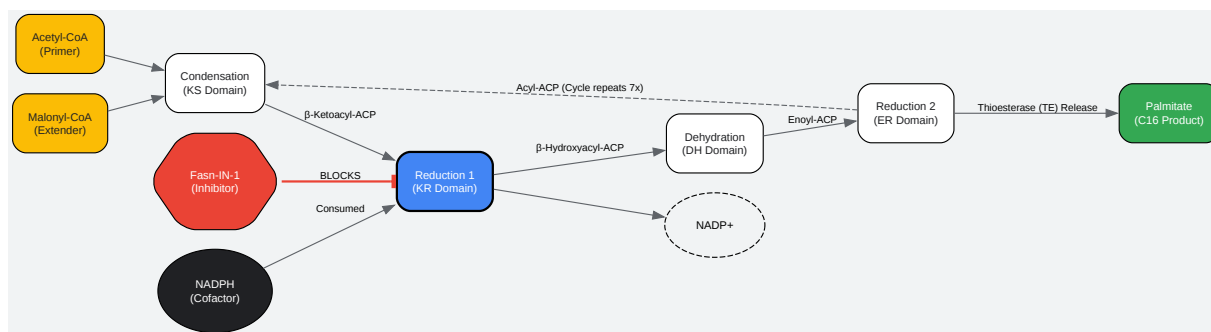 Acetyl-CoA
(Primer)
Malonyl-CoA
(Extender)
Condensation
(KS Domain)
Acyl-ACP (Cycle repeats 7x)
β-Ketoacyl-ACP
Fasn-IN-1
(Inhibitor)
BLOCKS
Consumed
NADPH
(Cofactor)
Reduction 1
(KR Domain)
β-Hydroxyacyl-ACP
NADP+
Dehydration
(DH Domain)
Enoyl-ACP
Reduction 2
(ER Domain)
Thioesterase (TE) Release
Palmitate
(C16 Product)